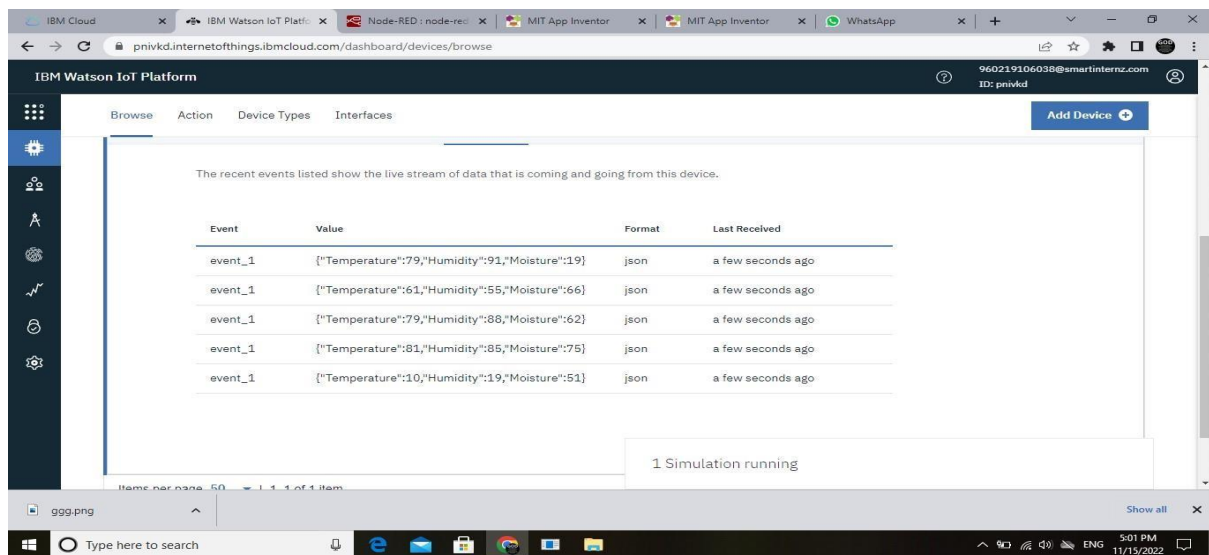 IBM Cloud
IBM Watson IoT Platfo
Node-RED : node-red
MIT App Inventor
MIT App Inventor
WhatsApp
pnivkd.internetofthings.ibmcloud.com/dashboard/devices/browse
IBM Watson IoT Platform
960219106038@smartinternz.com
ID: pnivkd
Browse Action Device Types Interfaces
Add Device
The recent events listed show the live stream of data that is coming and going from this device.
Event Value Format Last Received
event_1 {"Temperature":79,"Humidity":91,"Moisture":19} json a few seconds ago
event_1 {"Temperature":61,"Humidity":55,"Moisture":66} json a few seconds ago
event_1 {"Temperature":79,"Humidity":88,"Moisture":62} json a few seconds ago
event_1 {"Temperature":81,"Humidity":85,"Moisture":75} json a few seconds ago
event_1 {"Temperature":10,"Humidity":19,"Moisture":51} json a few seconds ago
1 Simulation running
Items per page 50 | 1–1 of 1 item
ggg.png
Show all
Type here to search
ENG
5:01 PM
11/15/2022